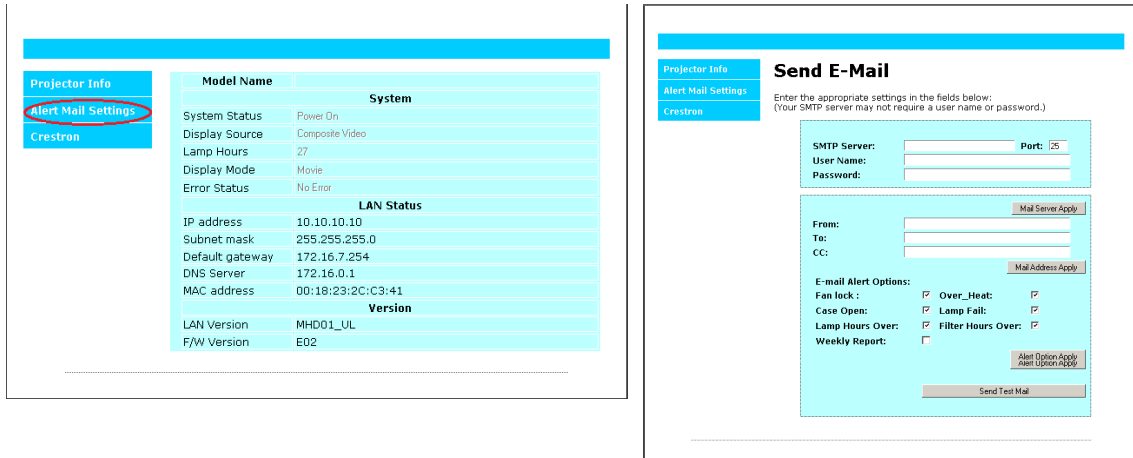 Projector Info
Alert Mail Settings
Crestron
Model Name
System
System Status Power On
Display Source Composite Video
Lamp Hours 27
Display Mode Movie
Error Status No Error
LAN Status
IP address 10.10.10.10
Subnet mask 255.255.255.0
Default gateway 172.16.7.254
DNS Server 172.16.0.1
MAC address 00:18:23:2C:C3:41
Version
LAN Version MHD01_UL
F/W Version E02
Projector Info
Alert Mail Settings
Crestron
Send E-Mail
Enter the appropriate settings in the fields below:
(Your SMTP server may not require a user name or password.)
SMTP Server: Port: 25
User Name:
Password:
Mail Server Apply
From:
To:
CC:
Mail Address Apply
E-mail Alert Options:
Fan lock : Over_Heat:
Case Open: Lamp Fail:
Lamp Hours Over: Filter Hours Over:
Weekly Report:
Alert Option Apply
Alert Option Apply
Send Test Mail